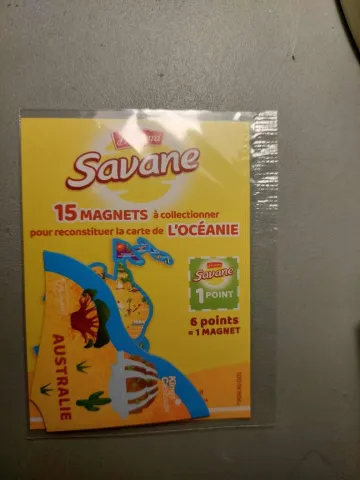 Savane
15 MAGNETS à collectionner
pour reconstituer la carte de L'OCÉANIE
Savane
1 POINT
6 points
= 1 MAGNET
AUSTRALIE